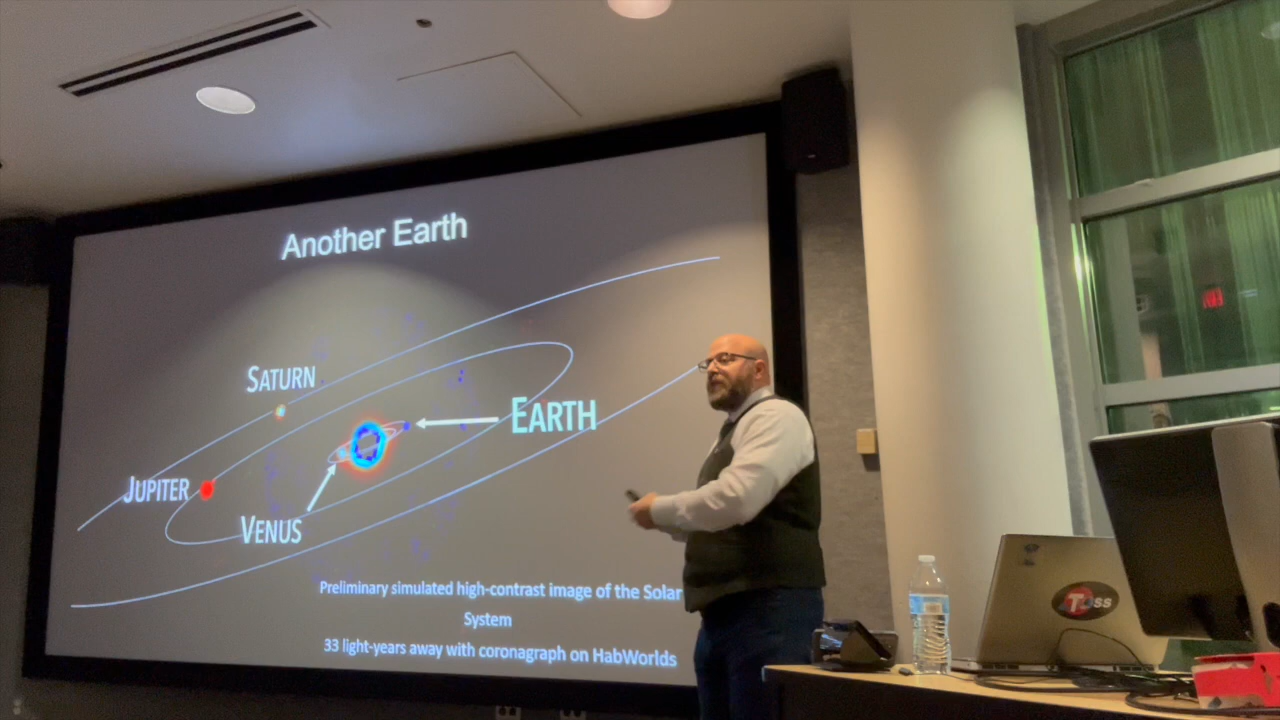 Another Earth
SATURN
EARTH
JUPITER
VENUS
Preliminary simulated high-contrast image of the Solar
System
33 light-years away with coronagraph on HabWorlds
TESS